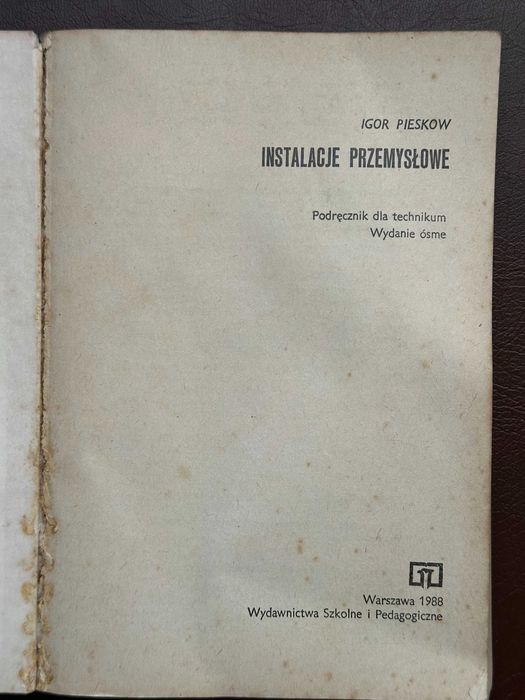 IGOR PIESKOW
INSTALACJE PRZEMYSŁOWE
Podręcznik dla technikum
Wydanie ósme
Warszawa 1988
Wydawnictwa Szkolne i Pedagogiczne